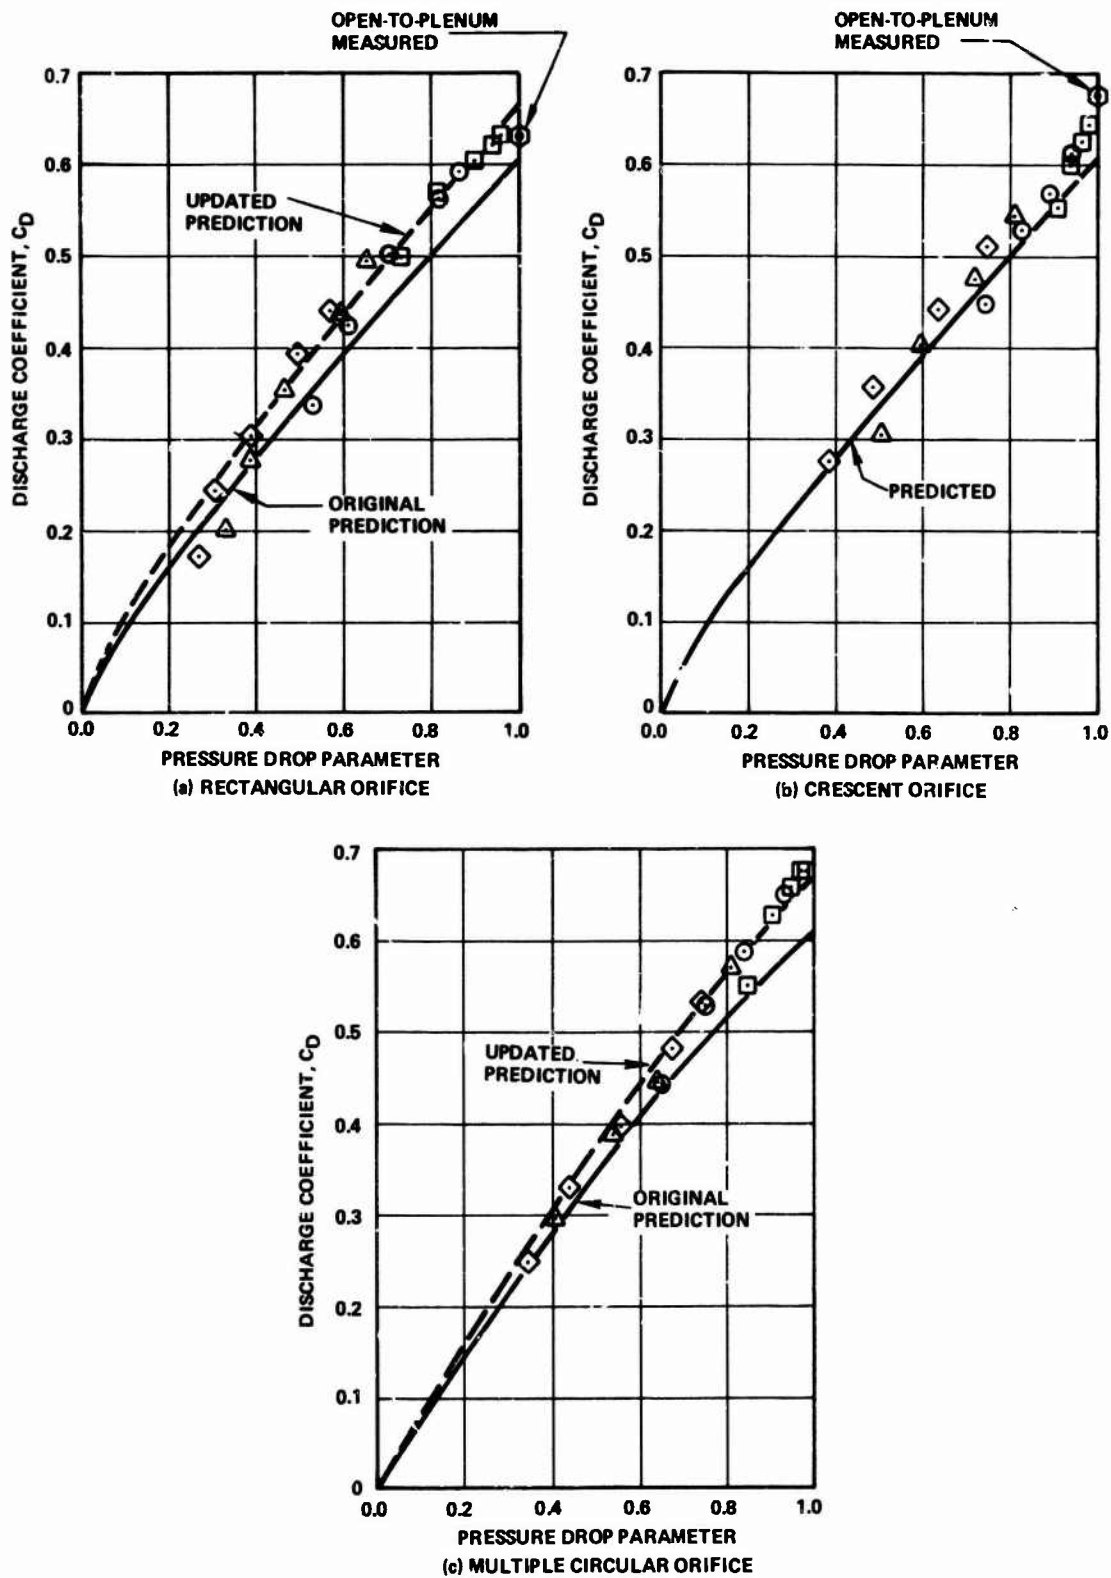 OPEN-TO-PLENUM
MEASURED
0.7
0.6
0.5
0.4
0.3
0.2
0.1
0
DISCHARGE COEFFICIENT, CD
UPDATED
PREDICTION
ORIGINAL
PREDICTION
0.0 0.2 0.4 0.6 0.8 1.0
PRESSURE DROP PARAMETER
(a) RECTANGULAR ORIFICE
OPEN-TO-PLENUM
MEASURED
0.7
0.6
0.5
0.4
0.3
0.2
0.1
0
DISCHARGE COEFFICIENT, CD
PREDICTED
0.0 0.2 0.4 0.6 0.8 1.0
PRESSURE DROP PARAMETER
(b) CRESCENT ORIFICE
0.7
0.6
0.5
0.4
0.3
0.2
0.1
0
DISCHARGE COEFFICIENT, CD
UPDATED
PREDICTION
ORIGINAL
PREDICTION
0.0 0.2 0.4 0.6 0.8 1.0
PRESSURE DROP PARAMETER
(c) MULTIPLE CIRCULAR ORIFICE